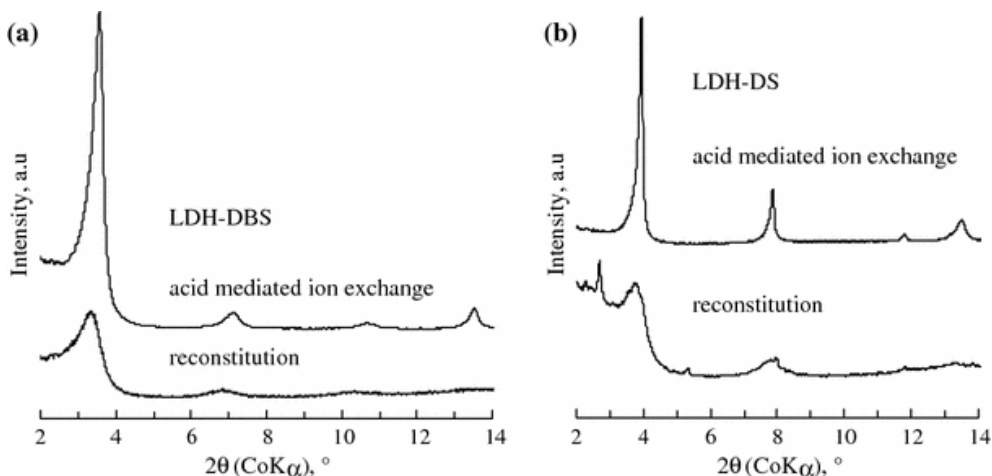 (a)
Intensity, a.u
LDH-DBS
acid mediated ion exchange
reconstitution
2 4 6 8 10 12 14
2θ (CoKα), °
(b)
Intensity, a.u
LDH-DS
acid mediated ion exchange
reconstitution
2 4 6 8 10 12 14
2θ (CoKα), °